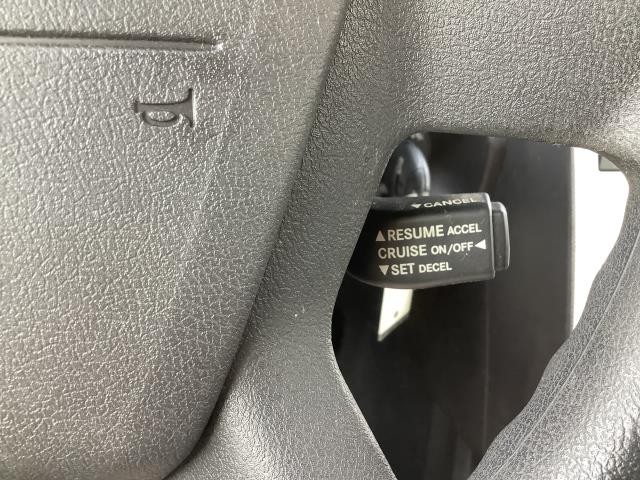 ▼CANCEL
▲RESUME ACCEL
CRUISE ON/OFF◄
▼SET DECEL